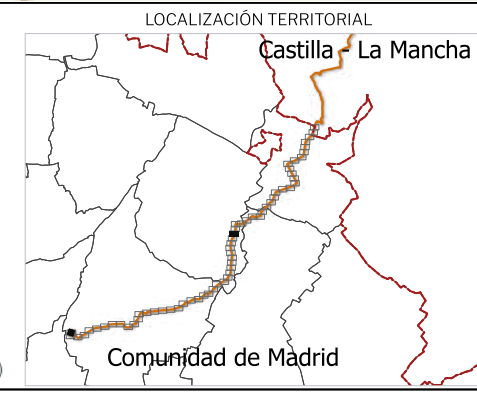 LOCALIZACIÓN TERRITORIAL
Castilla - La Mancha
Comunidad de Madrid